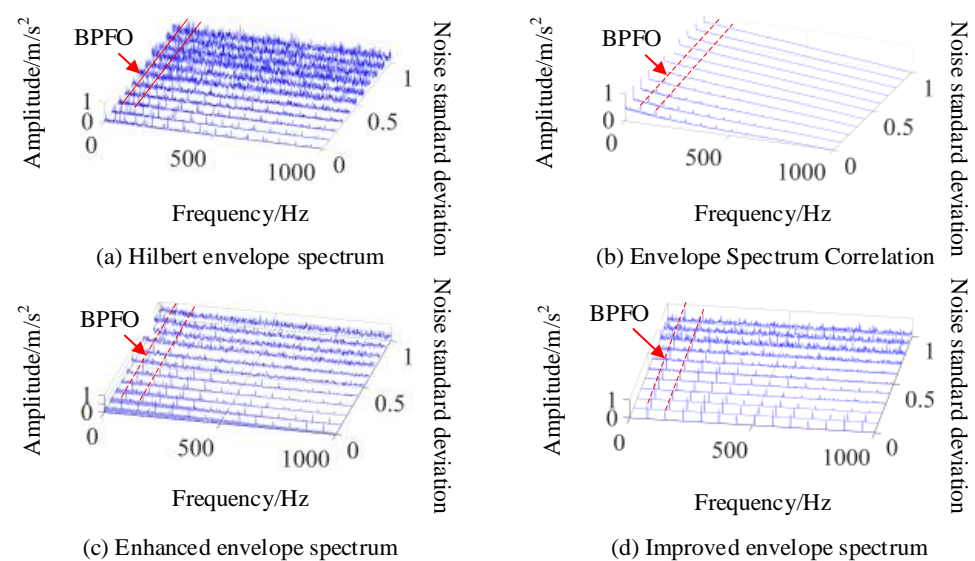 BPFO
Amplitude/m/s²
1
0
0
500
1000
0
0.5
1
Noise standard deviation
Frequency/Hz
(a) Hilbert envelope spectrum
BPFO
Amplitude/m/s²
1
0
0
500
1000
0
0.5
1
Noise standard deviation
Frequency/Hz
(b) Envelope Spectrum Correlation
BPFO
Amplitude/m/s²
1
0
0
500
1000
0
0.5
1
Noise standard deviation
Frequency/Hz
(c) Enhanced envelope spectrum
BPFO
Amplitude/m/s²
1
0
0
500
1000
0
0.5
1
Noise standard deviation
Frequency/Hz
(d) Improved envelope spectrum